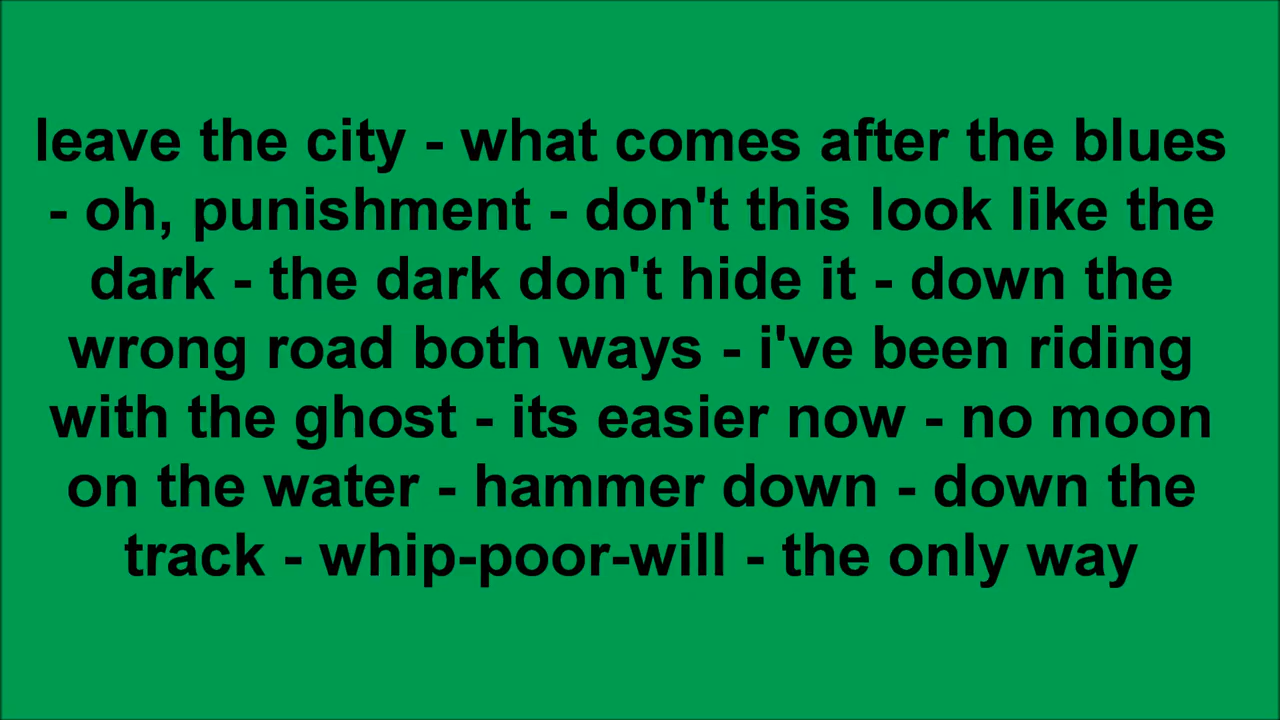 leave the city - what comes after the blues
- oh, punishment - don't this look like the
dark - the dark don't hide it - down the
wrong road both ways - i've been riding
with the ghost - its easier now - no moon
on the water - hammer down - down the
track - whip-poor-will - the only way